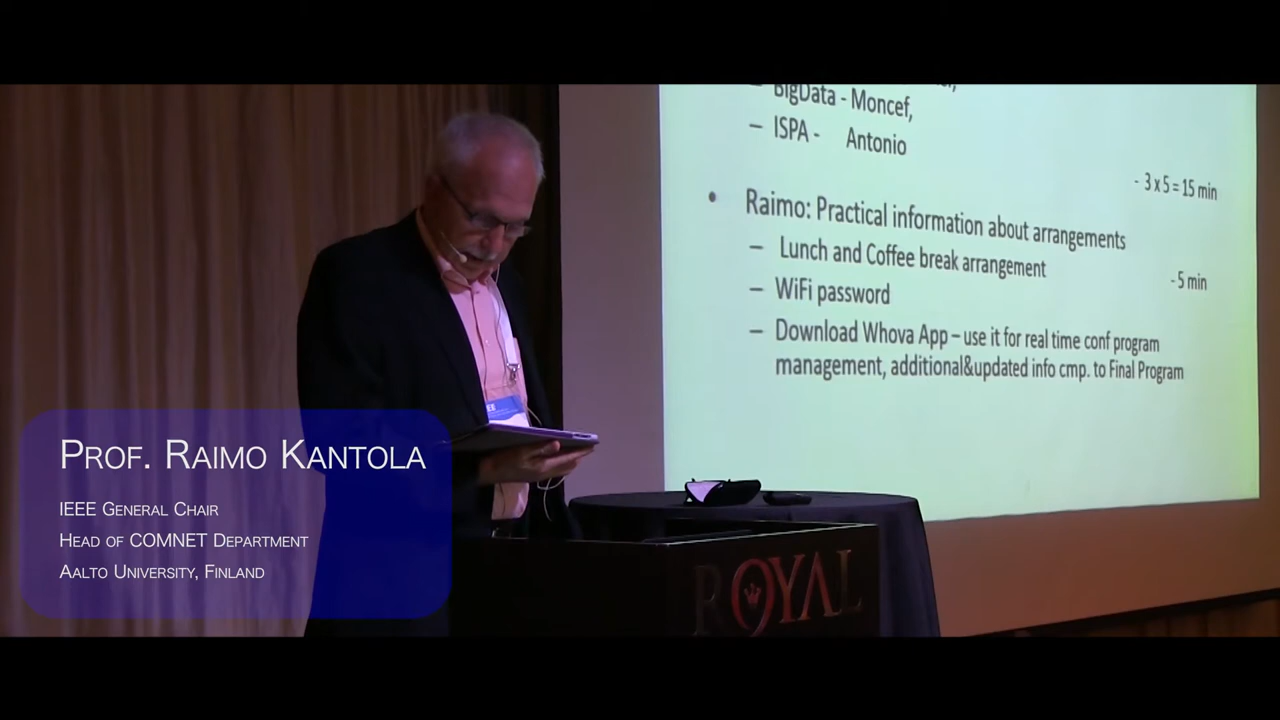 BigData - Moncef,
– ISPA - Antonio
- 3 x 5 = 15 min
• Raimo: Practical information about arrangements
– Lunch and Coffee break arrangement
- 5 min
– WiFi password
– Download Whova App – use it for real time conf program
management, additional&updated info cmp. to Final Program
PROF. RAIMO KANTOLA
IEEE GENERAL CHAIR
HEAD OF COMNET DEPARTMENT
AALTO UNIVERSITY, FINLAND
ROYAL